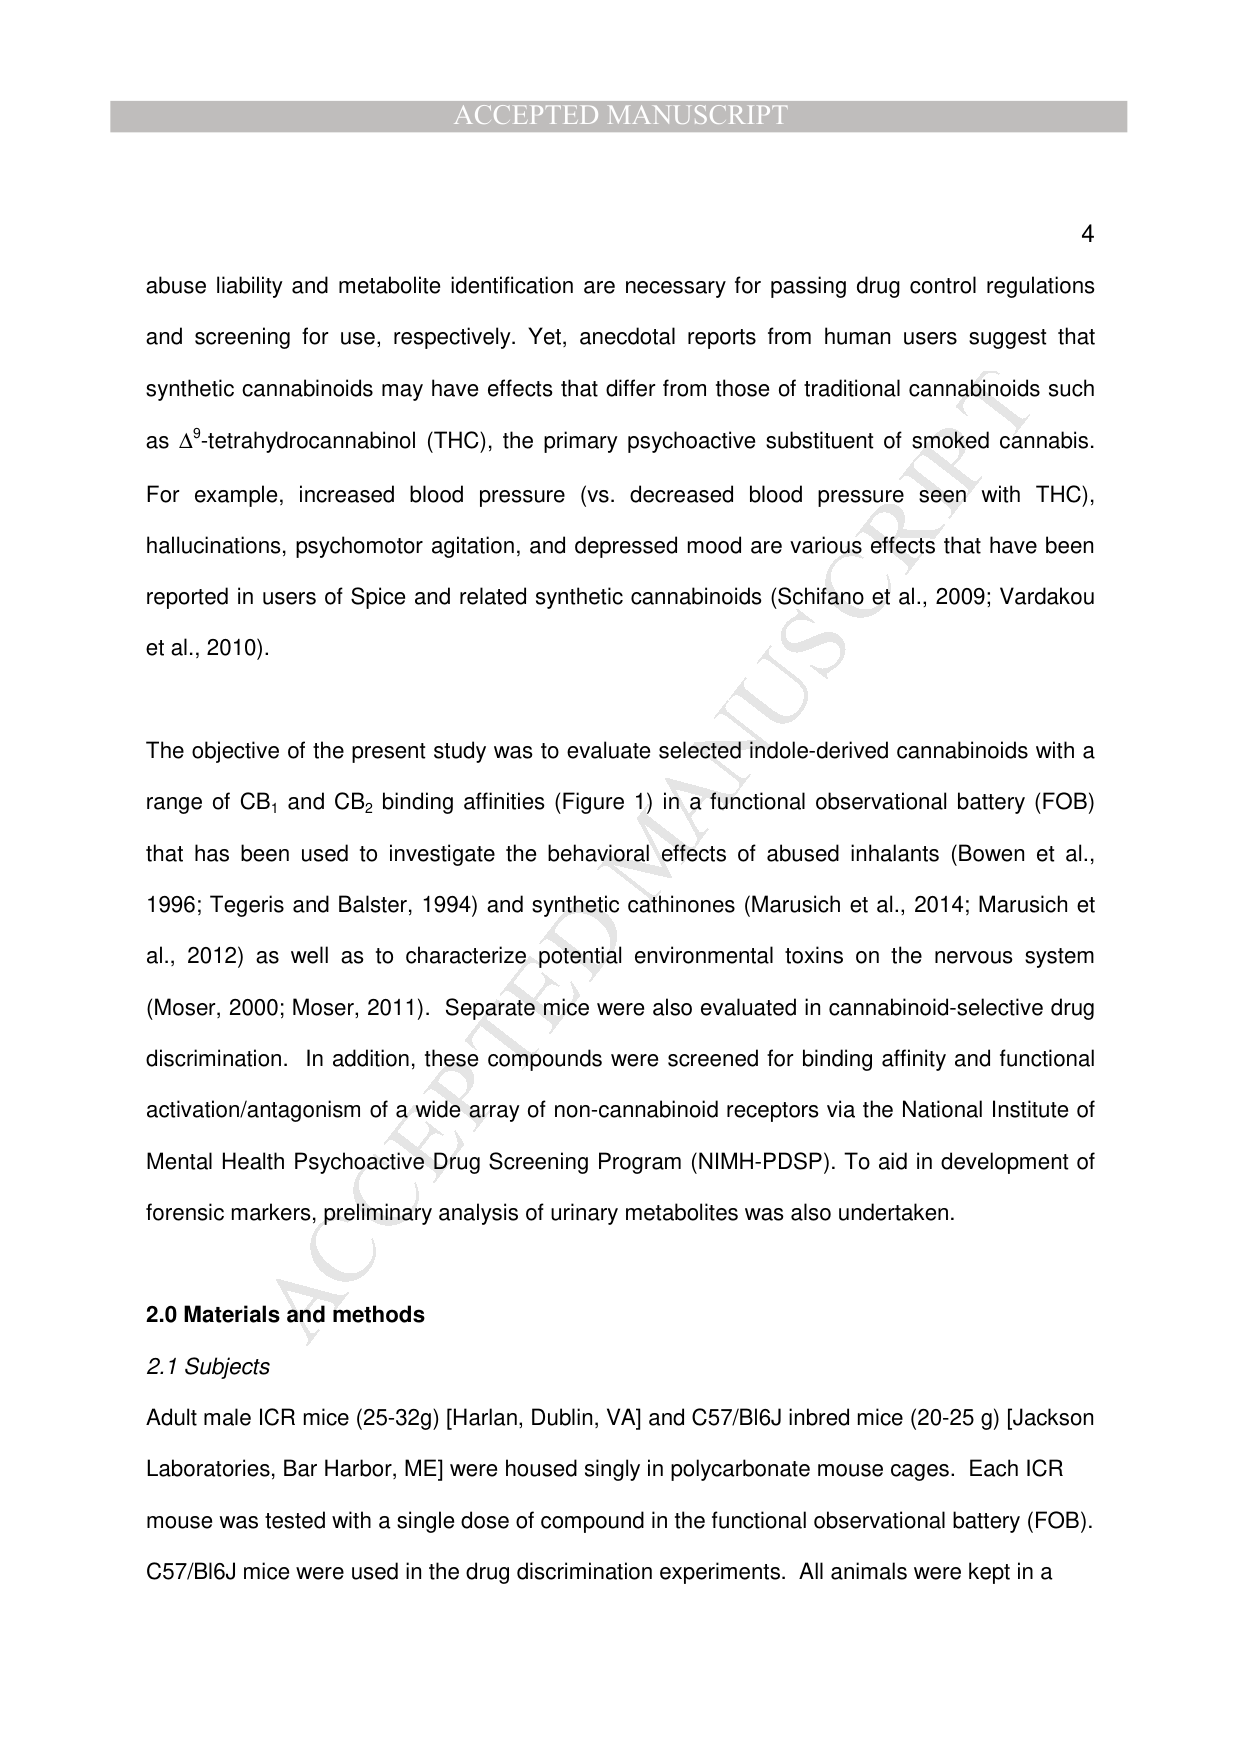 ACCEPTED MANUSCRIPT
4
abuse liability and metabolite identification are necessary for passing drug control regulations
and screening for use, respectively. Yet, anecdotal reports from human users suggest that
synthetic cannabinoids may have effects that differ from those of traditional cannabinoids such
as Δ⁹-tetrahydrocannabinol (THC), the primary psychoactive substituent of smoked cannabis.
For example, increased blood pressure (vs. decreased blood pressure seen with THC),
hallucinations, psychomotor agitation, and depressed mood are various effects that have been
reported in users of Spice and related synthetic cannabinoids (Schifano et al., 2009; Vardakou
et al., 2010).
The objective of the present study was to evaluate selected indole-derived cannabinoids with a
range of CB₁ and CB₂ binding affinities (Figure 1) in a functional observational battery (FOB)
that has been used to investigate the behavioral effects of abused inhalants (Bowen et al.,
1996; Tegeris and Balster, 1994) and synthetic cathinones (Marusich et al., 2014; Marusich et
al., 2012) as well as to characterize potential environmental toxins on the nervous system
(Moser, 2000; Moser, 2011).  Separate mice were also evaluated in cannabinoid-selective drug
discrimination.  In addition, these compounds were screened for binding affinity and functional
activation/antagonism of a wide array of non-cannabinoid receptors via the National Institute of
Mental Health Psychoactive Drug Screening Program (NIMH-PDSP). To aid in development of
forensic markers, preliminary analysis of urinary metabolites was also undertaken.
2.0 Materials and methods
2.1 Subjects
Adult male ICR mice (25-32g) [Harlan, Dublin, VA] and C57/Bl6J inbred mice (20-25 g) [Jackson
Laboratories, Bar Harbor, ME] were housed singly in polycarbonate mouse cages.  Each ICR
mouse was tested with a single dose of compound in the functional observational battery (FOB).
C57/Bl6J mice were used in the drug discrimination experiments.  All animals were kept in a
ACCEPTED MANUSCRIPT